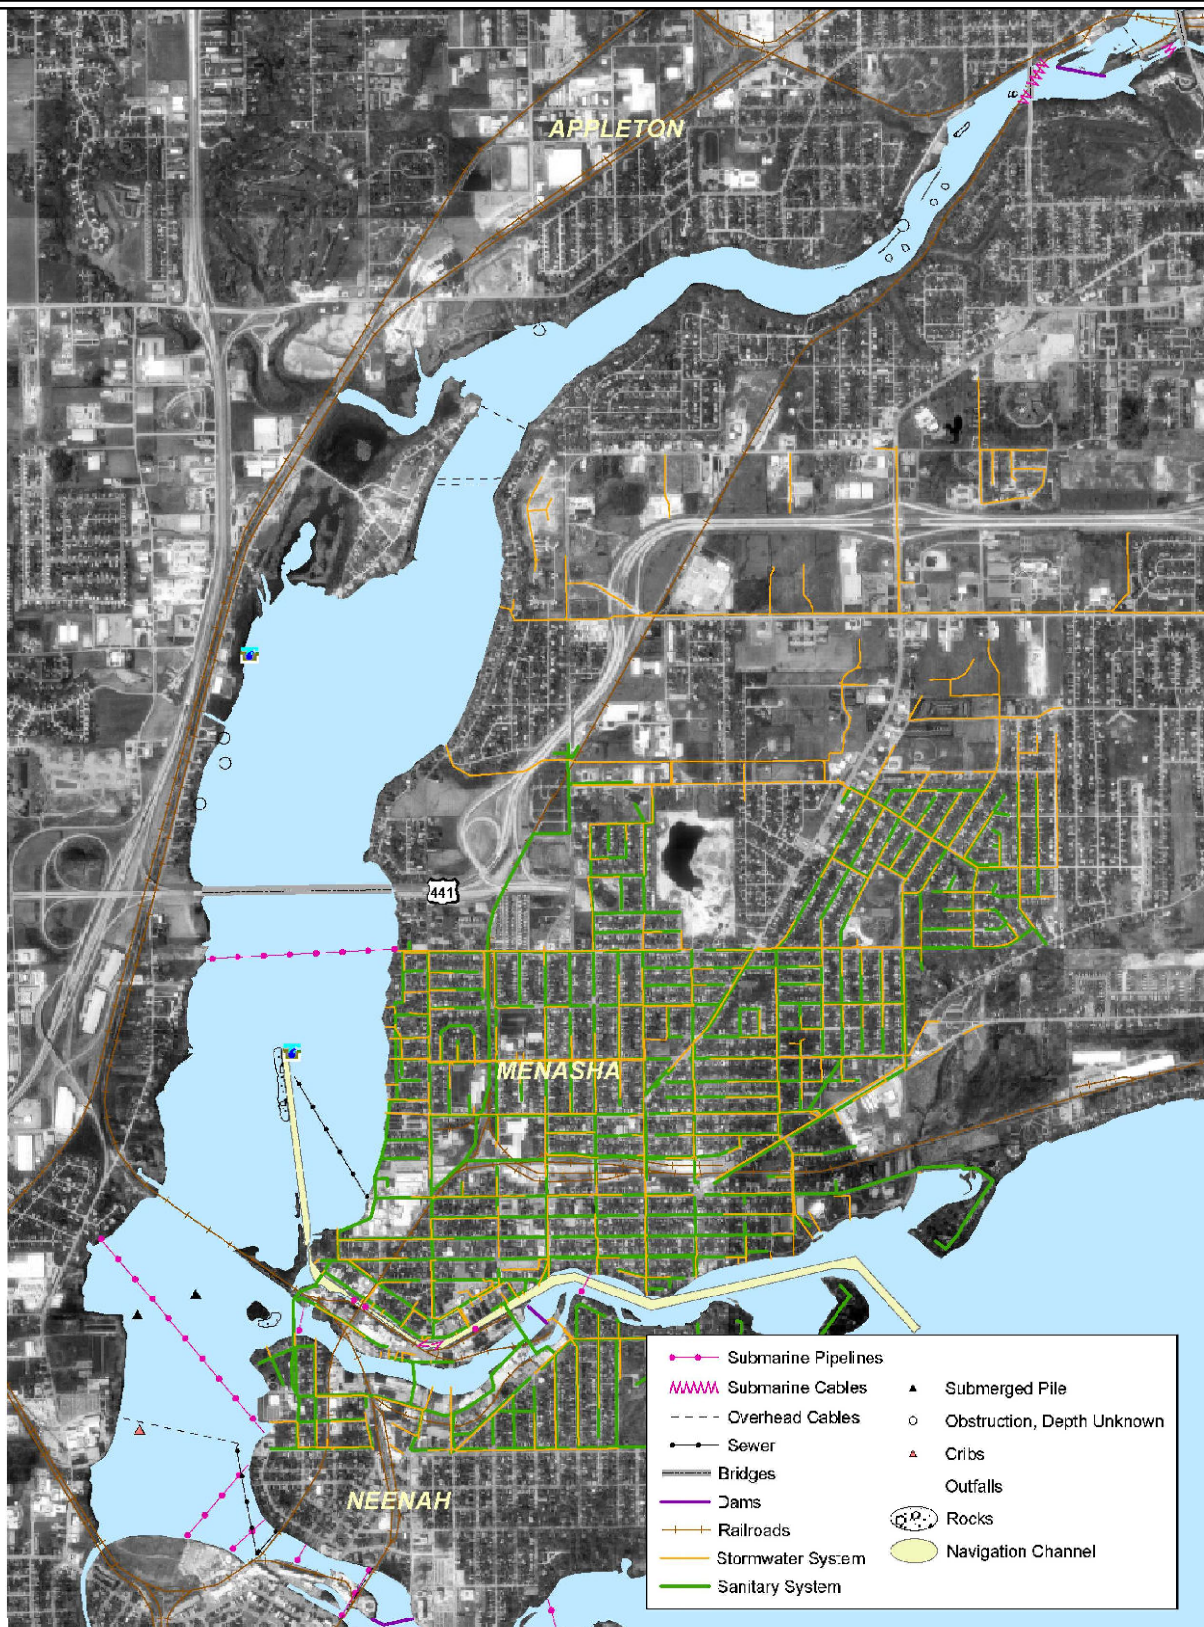 APPLETON
441
MENASHA
NEENAH
Submarine Pipelines
Submarine Cables
Overhead Cables
Sewer
Bridges
Dams
Railroads
Stormwater System
Sanitary System
Submerged Pile
Obstruction, Depth Unknown
Cribs
Outfalls
Rocks
Navigation Channel